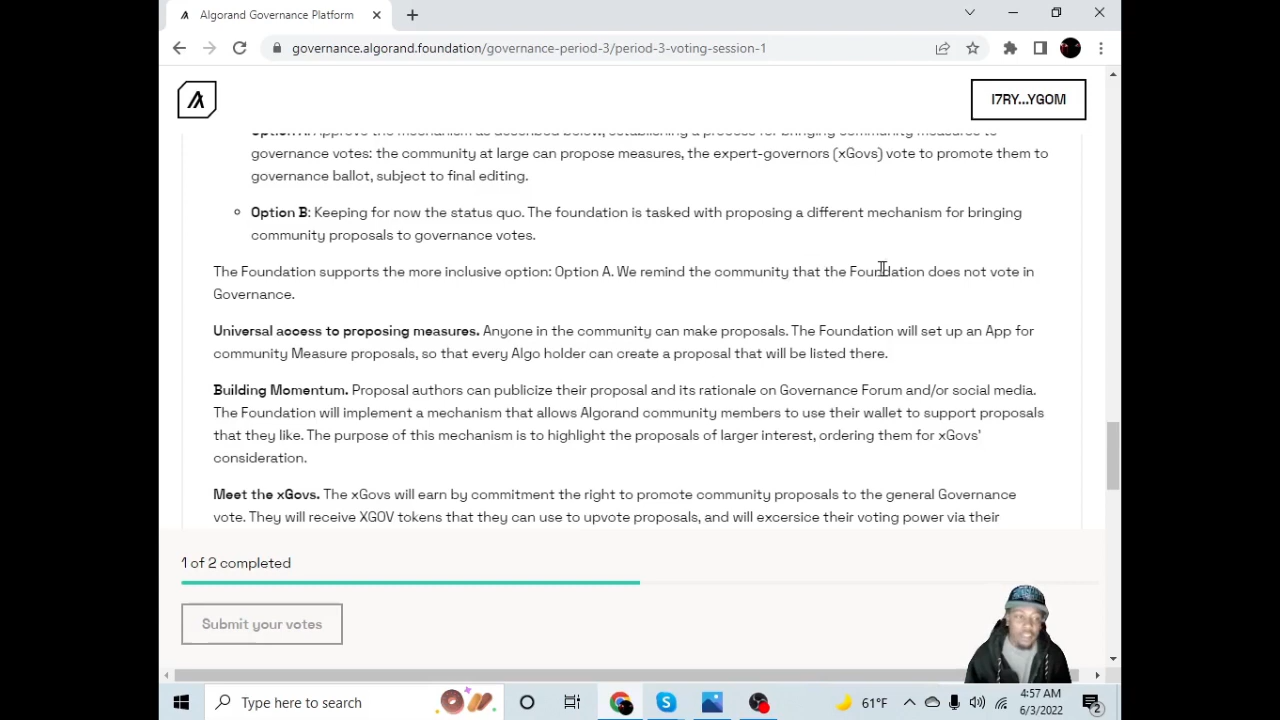 Algorand Governance Platform
governance.algorand.foundation/governance-period-3/period-3-voting-session-1
I7RY...YGOM
Option A: Approve the mechanism as described below, establishing a process for bringing community measures to
governance votes: the community at large can propose measures, the expert-governors (xGovs) vote to promote them to
governance ballot, subject to final editing.
Option B: Keeping for now the status quo. The foundation is tasked with proposing a different mechanism for bringing
community proposals to governance votes.
The Foundation supports the more inclusive option: Option A. We remind the community that the Foundation does not vote in
Governance.
Universal access to proposing measures. Anyone in the community can make proposals. The Foundation will set up an App for
community Measure proposals, so that every Algo holder can create a proposal that will be listed there.
Building Momentum. Proposal authors can publicize their proposal and its rationale on Governance Forum and/or social media.
The Foundation will implement a mechanism that allows Algorand community members to use their wallet to support proposals
that they like. The purpose of this mechanism is to highlight the proposals of larger interest, ordering them for xGovs'
consideration.
Meet the xGovs. The xGovs will earn by commitment the right to promote community proposals to the general Governance
vote. They will receive XGOV tokens that they can use to upvote proposals, and will excersice their voting power via their
1 of 2 completed
Submit your votes
Type here to search
61°F
4:57 AM
6/3/2022
2